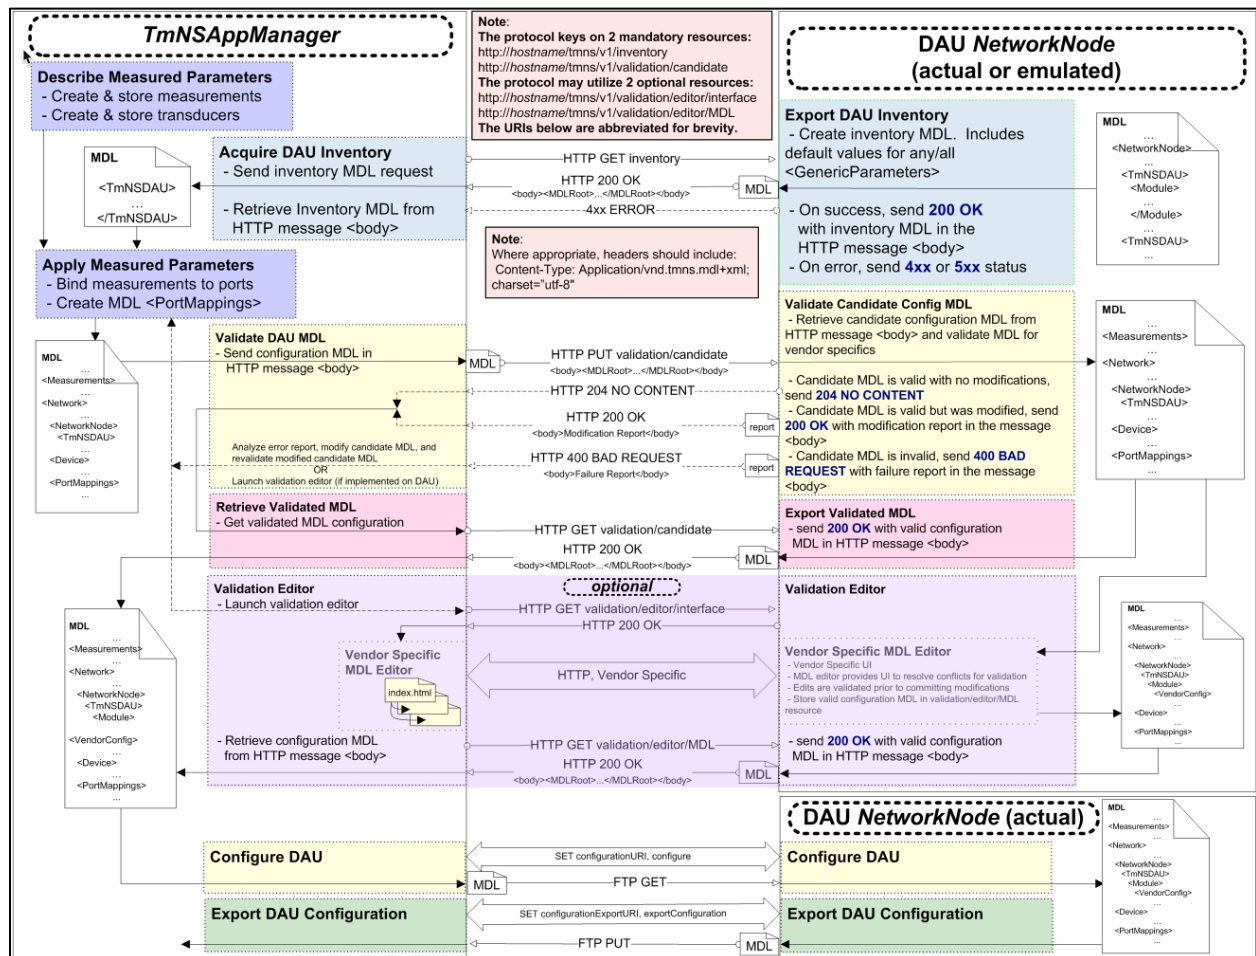 TmNSAppManager
Describe Measured Parameters
- Create & store measurements
- Create & store transducers
Note:
The protocol keys on 2 mandatory resources:
http://hostname/tmns/v1/inventory
http://hostname/tmns/v1/validation/candidate
The protocol may utilize 2 optional resources:
http://hostname/tmns/v1/validation/editor/interface
http://hostname/tmns/v1/validation/editor/MDL
The URIs below are abbreviated for brevity.
DAU NetworkNode
(actual or emulated)
MDL
<TmNSDAU>
...
</TmNSDAU>
Acquire DAU Inventory
- Send inventory MDL request
- Retrieve Inventory MDL from
HTTP message <body>
HTTP GET inventory
HTTP 200 OK
<body><MDLRoot>...</MDLRoot></body>
MDL
4xx ERROR
Export DAU Inventory
- Create inventory MDL. Includes
default values for any/all
<GenericParameters>
- On success, send 200 OK
with inventory MDL in the
HTTP message <body>
- On error, send 4xx or 5xx status
MDL
...
<NetworkNode>
...
<TmNSDAU>
<Module>
...
</Module>
...
<TmNSDAU>
...
Note:
Where appropriate, headers should include:
Content-Type: Application/vnd.tmns.mdl+xml;
charset="utf-8"
Apply Measured Parameters
- Bind measurements to ports
- Create MDL <PortMappings>
MDL
...
<Measurements>
...
<Network>
...
<NetworkNode>
<TmNSDAU>
...
<Device>
...
<PortMappings>
...
Validate DAU MDL
- Send configuration MDL in
HTTP message <body>
Analyze error report, modify candidate MDL, and
revalidate modified candidate MDL
OR
Launch validation editor (if implemented on DAU)
MDL
HTTP PUT validation/candidate
<body><MDLRoot>...</MDLRoot></body>
HTTP 204 NO CONTENT
HTTP 200 OK
<body>Modification Report</body>
report
HTTP 400 BAD REQUEST
<body>Failure Report</body>
report
Validate Candidate Config MDL
- Retrieve candidate configuration MDL from
HTTP message <body> and validate MDL for
vendor specifics
- Candidate MDL is valid with no modifications,
send 204 NO CONTENT
- Candidate MDL is valid but was modified, send
200 OK with modification report in the message
<body>
- Candidate MDL is invalid, send 400 BAD
REQUEST with failure report in the message
<body>
MDL
...
<Measurements>
...
<Network>
...
<NetworkNode>
<TmNSDAU>
...
<Device>
...
<PortMappings>
...
Retrieve Validated MDL
- Get validated MDL configuration
HTTP GET validation/candidate
HTTP 200 OK
<body><MDLRoot>...</MDLRoot></body>
MDL
Export Validated MDL
- send 200 OK with valid configuration
MDL in HTTP message <body>
Validation Editor
- Launch validation editor
optional
HTTP GET validation/editor/interface
HTTP 200 OK
Validation Editor
Vendor Specific
MDL Editor
index.html
HTTP, Vendor Specific
Vendor Specific MDL Editor
- Vendor Specific UI
- MDL editor provides UI to resolve conflicts for validation
- Edits are validated prior to committing modifications
- Store valid configuration MDL in validation/editor/MDL
resource
- Retrieve configuration MDL
from HTTP message <body>
HTTP GET validation/editor/MDL
HTTP 200 OK
<body><MDLRoot>...</MDLRoot></body>
MDL
- send 200 OK with valid configuration
MDL in HTTP message <body>
MDL
...
<Measurements>
...
<Network>
...
<NetworkNode>
<TmNSDAU>
<Module>
...
<VendorConfig>
...
<Device>
...
<PortMappings>
...
MDL
...
<Measurements>
...
<Network>
...
<NetworkNode>
<TmNSDAU>
<Module>
<VendorConfig>
...
<Device>
...
<PortMappings>
...
DAU NetworkNode (actual)
Configure DAU
SET configurationURI, configure
Configure DAU
MDL
FTP GET
Export DAU Configuration
SET configurationExportURI, exportConfiguration
Export DAU Configuration
FTP PUT
MDL
MDL
...
<Measurements>
...
<Network>
...
<NetworkNode>
<TmNSDAU>
<Module>
<VendorConfig>
...
<Device>
...
<PortMappings>
...